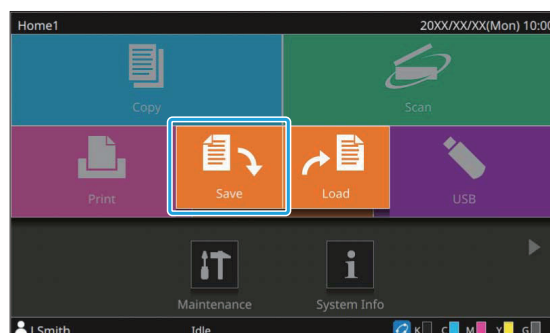 Home1 20XX/XX/XX(Mon) 10:00
Copy Scan
Print Save Load USB
Maintenance System Info
J.Smith Idle K C M Y G